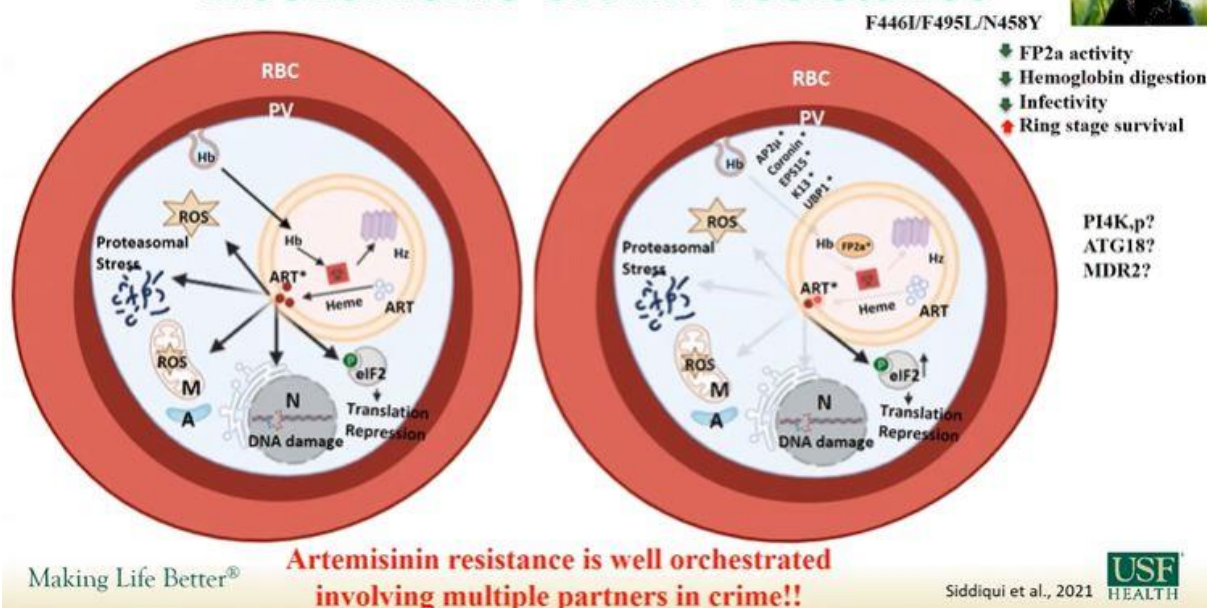 F446I/F495L/N458Y
FP2a activity
Hemoglobin digestion
Infectivity
Ring stage survival
PI4K,p?
ATG18?
MDR2?
RBC
PV
Hb
ROS
Proteasomal
Stress
Hb
Hz
ART*
Heme
ART
ROS
M
A
P
eIF2
N
DNA damage
Translation
Repression
RBC
PV
Hb
AP2μ *
Coronin *
EPS15 *
K13 *
UBP1 *
ROS
Proteasomal
Stress
Hb
FP2a*
Hz
ART*
Heme
ART
ROS
M
A
P
eIF2
N
DNA damage
Translation
Repression
Artemisinin resistance is well orchestrated
involving multiple partners in crime!!
Making Life Better®
Siddiqui et al., 2021
USF
HEALTH